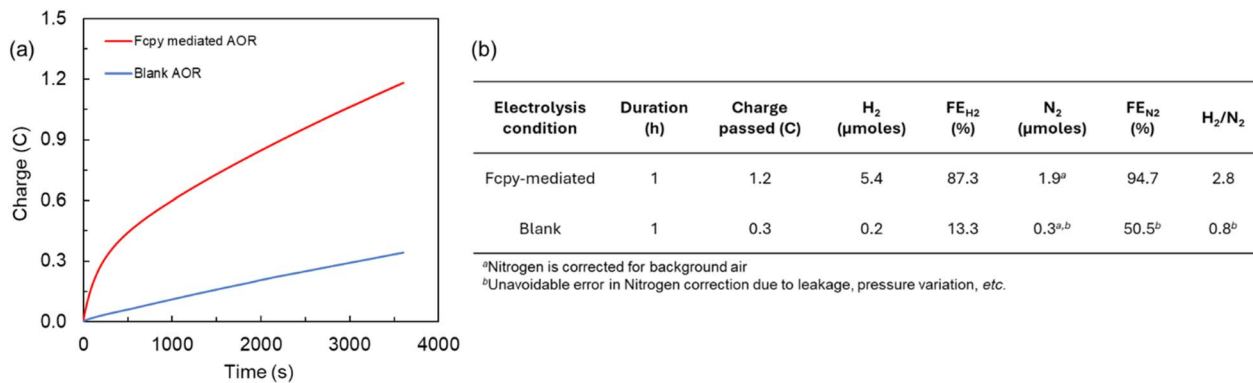 (a)
1.5
1.2
0.9
0.6
0.3
0.0
Charge (C)
Fcpy mediated AOR
Blank AOR
0 1000 2000 3000 4000
Time (s)
(b)
Electrolysis condition Duration (h) Charge passed (C) H₂ (μmoles) FE_H2 (%) N₂ (μmoles) FE_N2 (%) H₂/N₂
Fcpy-mediated 1 1.2 5.4 87.3 1.9ᵃ 94.7 2.8
Blank 1 0.3 0.2 13.3 0.3ᵃ,ᵇ 50.5ᵇ 0.8ᵇ
ᵃNitrogen is corrected for background air
ᵇUnavoidable error in Nitrogen correction due to leakage, pressure variation, etc.